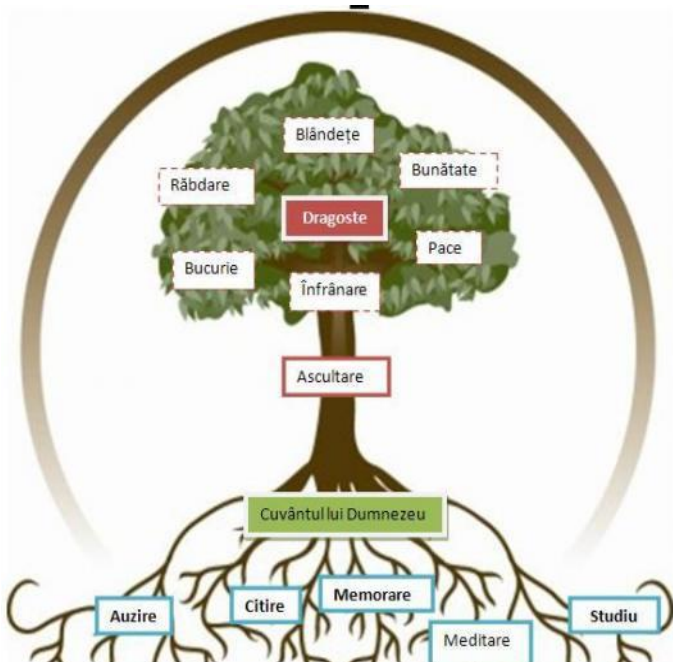 Blândețe
Bunătate
Răbdare
Dragoste
Pace
Bucurie
Înfrânare
Ascultare
Cuvântul lui Dumnezeu
Auzire
Citire
Memorare
Studiu
Meditare